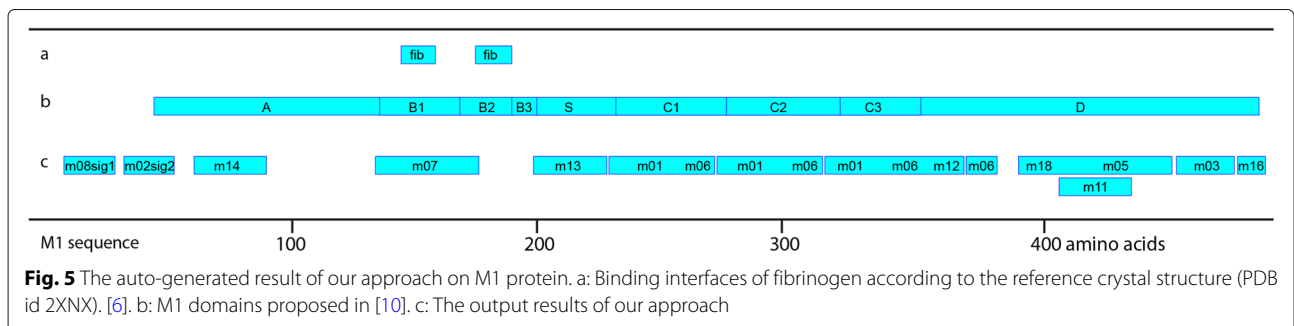 a fib fib
b A B1 B2 B3 S C1 C2 C3 D
c m08sig1 m02sig2 m14 m07 m13 m01 m06 m01 m06 m01 m06 m12 m06 m18 m05 m03 m16
m11
M1 sequence 100 200 300 400 amino acids
Fig. 5 The auto-generated result of our approach on M1 protein. a: Binding interfaces of fibrinogen according to the reference crystal structure (PDB
id 2XNX). [6]. b: M1 domains proposed in [10]. c: The output results of our approach